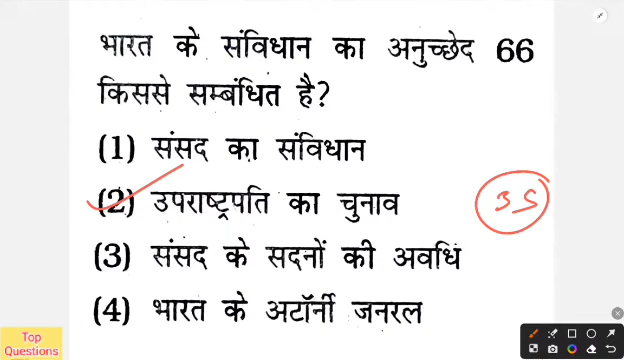 भारत के संविधान का अनुच्छेद 66
किससे सम्बंधित है?
(1) संसद का संविधान
(2) उपराष्ट्रपति का चुनाव
35
(3) संसद के सदनों की अवधि
(4) भारत के अटॉर्नी जनरल
Top
Questions